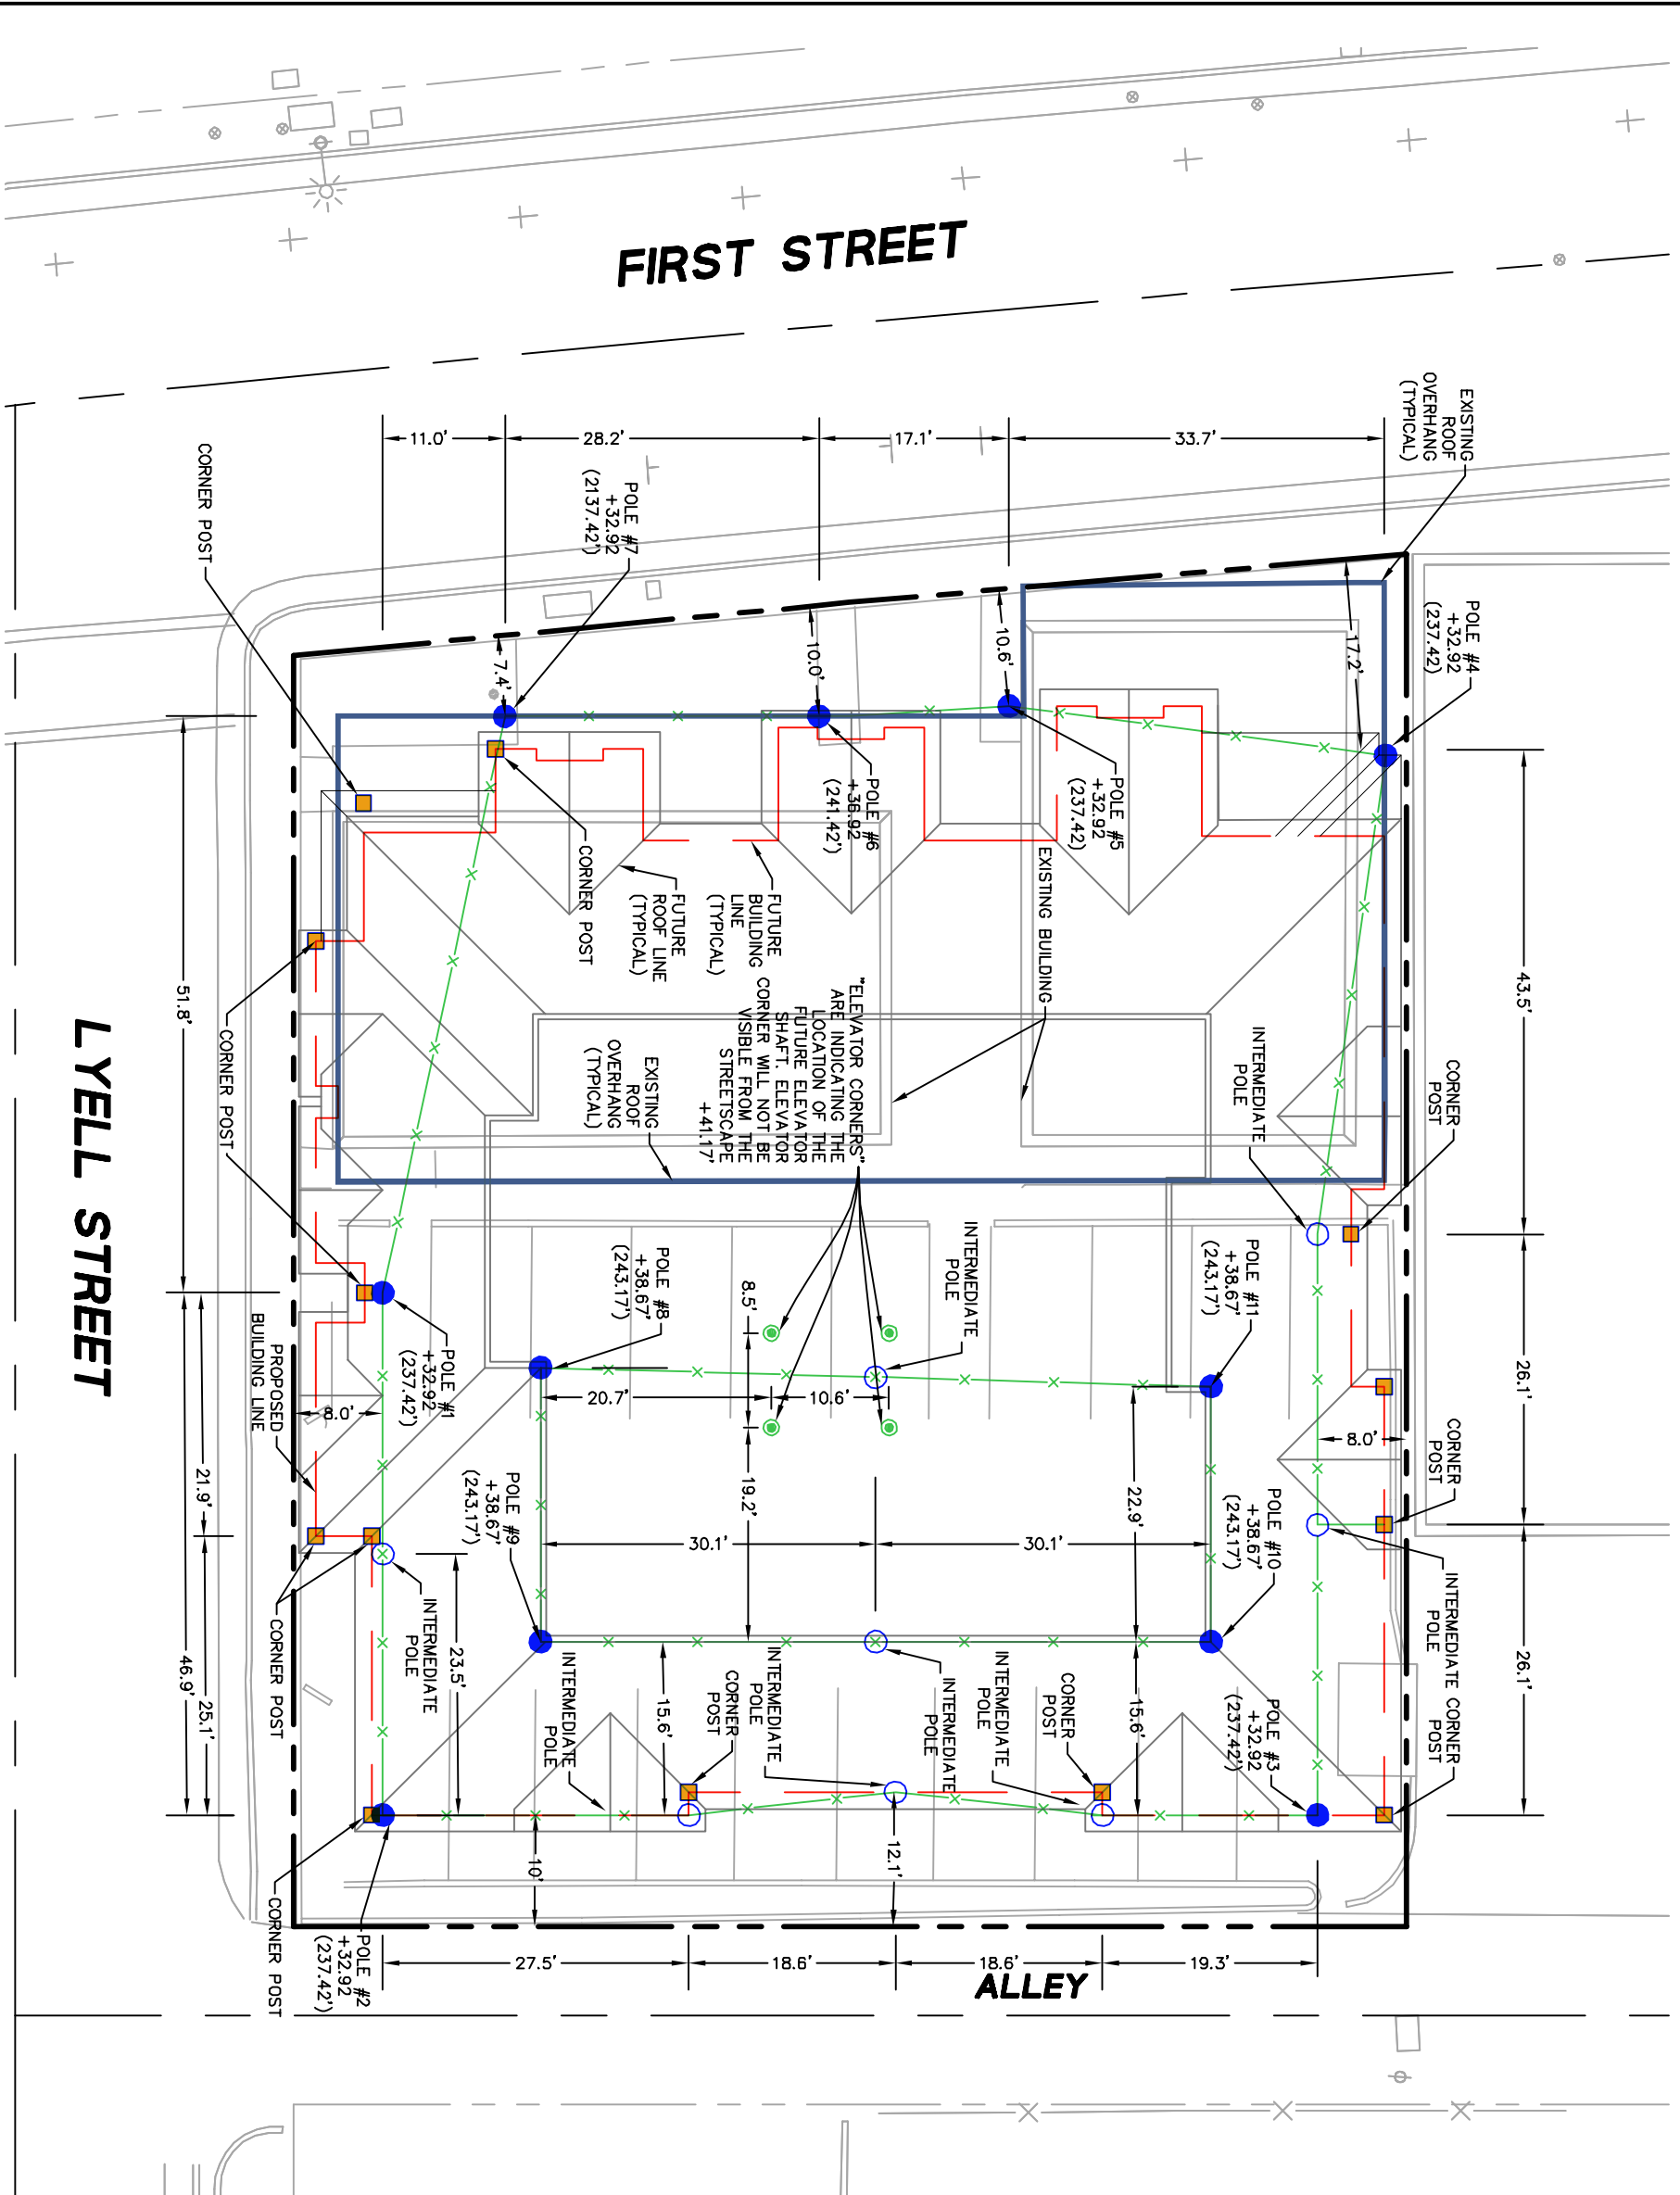 FIRST STREET
EXISTING
ROOF
OVERHANG
(TYPICAL)
11.0'
28.2'
17.1'
33.7'
CORNER POST
POLE #7
+32.92
(2137.42')
POLE #4
+32.92
(237.42)
7.4'
10.0'
10.6'
17.2'
POLE #6
+36.92
(241.42')
POLE #5
+32.92
(237.42)
CORNER POST
FUTURE
ROOF LINE
(TYPICAL)
FUTURE
BUILDING
LINE
(TYPICAL)
EXISTING BUILDING
"ELEVATOR CORNERS"
ARE INDICATING THE
LOCATION OF THE
FUTURE ELEVATOR
SHAFT. ELEVATOR
CORNER WILL NOT BE
VISIBLE FROM THE
STREETSCAPE
+41.17'
EXISTING
ROOF
OVERHANG
(TYPICAL)
51.8'
43.5'
CORNER POST
INTERMEDIATE
POLE
CORNER
POST
LYELL STREET
POLE #8
+38.67'
(243.17')
INTERMEDIATE
POLE
POLE #11
+38.67'
(243.17')
8.5'
26.1'
PROPOSED
BUILDING LINE
POLE #1
+32.92
(237.42')
8.0'
20.7'
10.6'
8.0'
CORNER
POST
21.9'
POLE #9
+38.67'
(243.17')
19.2'
22.9'
POLE #10
+38.67'
(243.17')
30.1'
30.1'
46.9'
25.1'
CORNER POST
INTERMEDIATE
POLE
23.5'
INTERMEDIATE
POLE
15.6'
CORNER
POST
INTERMEDIATE
POLE
INTERMEDIATE
POLE
INTERMEDIATE
POLE
CORNER
POST
15.6'
POLE #3
+32.92
(237.42')
INTERMEDIATE
POLE
CORNER
POST
26.1'
10'
12.1'
CORNER POST
POLE #2
+32.92
(237.42')
27.5'
18.6'
18.6'
19.3'
ALLEY